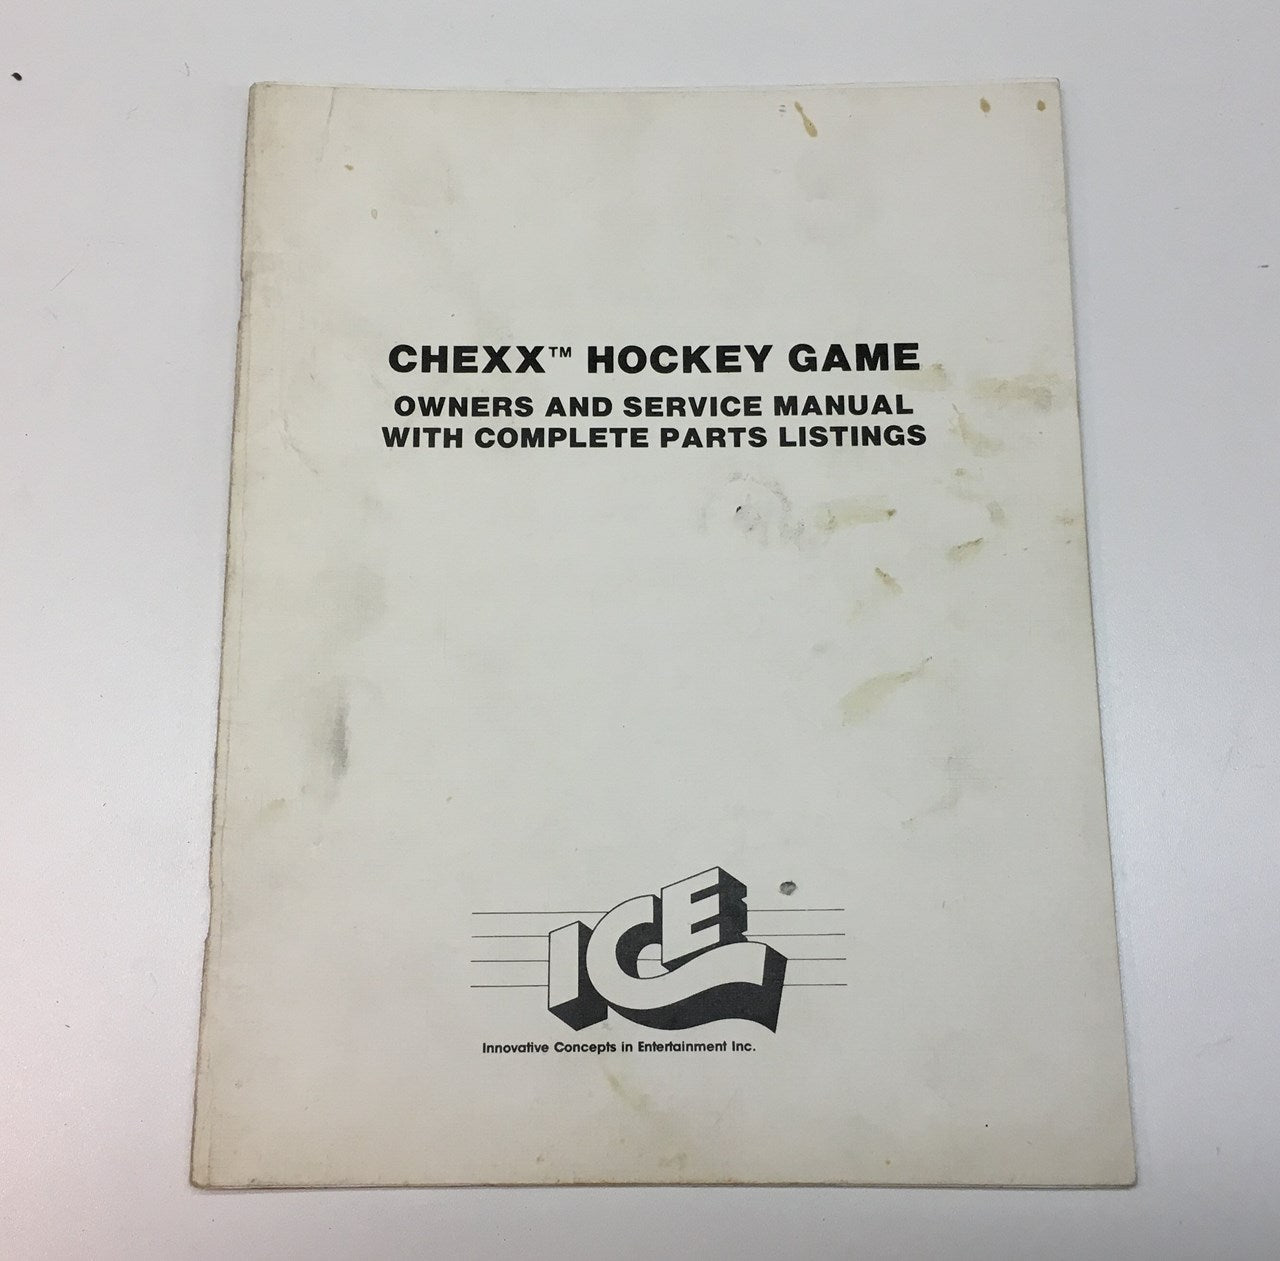 CHEXX™ HOCKEY GAME
OWNERS AND SERVICE MANUAL
WITH COMPLETE PARTS LISTINGS
ICE
Innovative Concepts in Entertainment Inc.